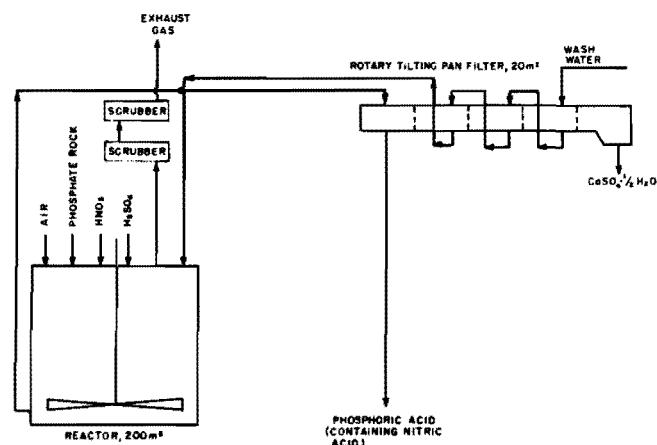 EXHAUST
GAS
ROTARY TILTING PAN FILTER, 20m²
WASH
WATER
SCRUBBER
SCRUBBER
CaSO₄·½H₂O
AIR
PHOSPHATE ROCK
HNO₃
H₂SO₄
REACTOR, 200m³
PHOSPHORIC ACID
(CONTAINING NITRIC
ACID)